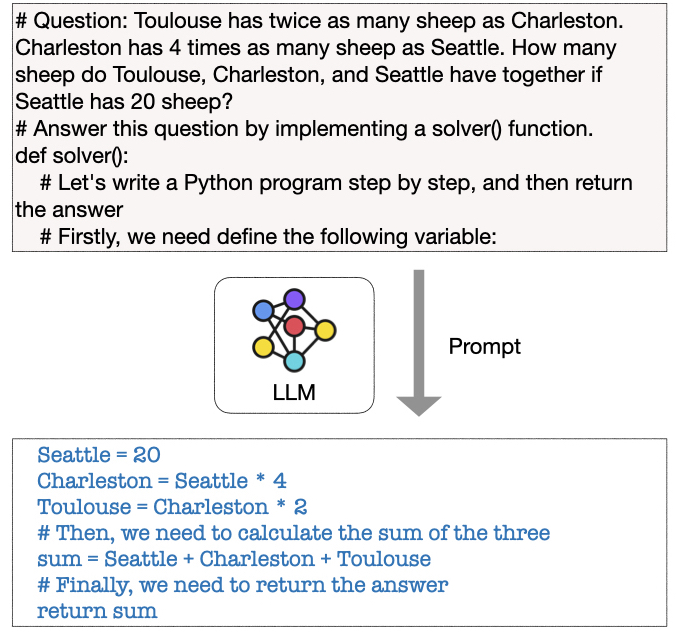 # Question: Toulouse has twice as many sheep as Charleston.
Charleston has 4 times as many sheep as Seattle. How many
sheep do Toulouse, Charleston, and Seattle have together if
Seattle has 20 sheep?
# Answer this question by implementing a solver() function.
def solver():
    # Let's write a Python program step by step, and then return
the answer
    # Firstly, we need define the following variable:
LLM
Prompt
Seattle = 20
Charleston = Seattle * 4
Toulouse = Charleston * 2
# Then, we need to calculate the sum of the three
sum = Seattle + Charleston + Toulouse
# Finally, we need to return the answer
return sum